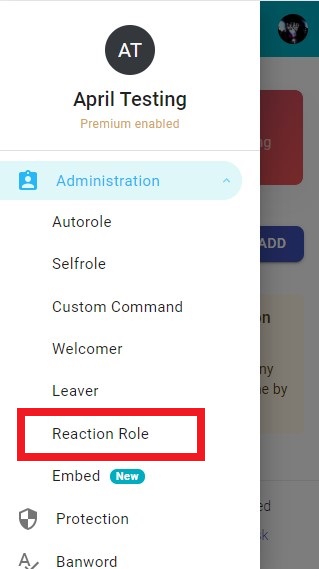 AT
April Testing
Premium enabled
Administration
Autorole
Selfrole
Custom Command
Welcomer
Leaver
Reaction Role
Embed New
Protection
Banword
ADD
by